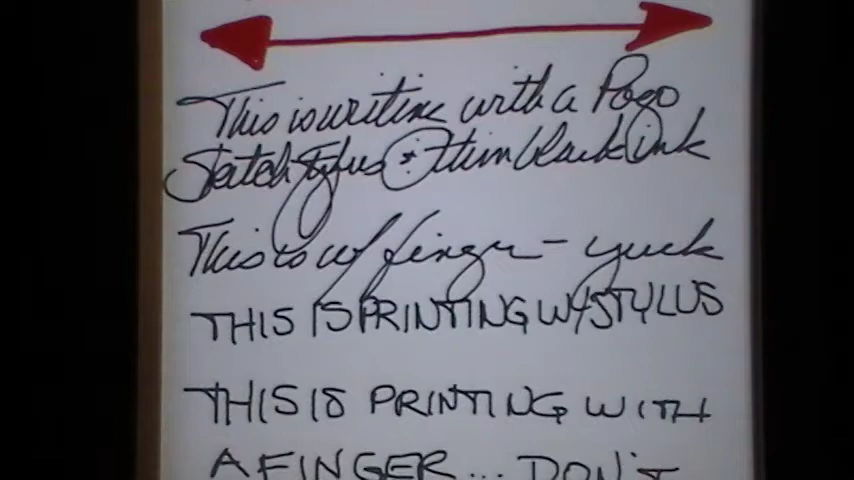 This is writing with a Pogo
Sketch Stylus thin black ink
This is w/ finger - yuck
THIS IS PRINTING W/STYLUS
THIS IS PRINTING WITH
A FINGER... DON'T